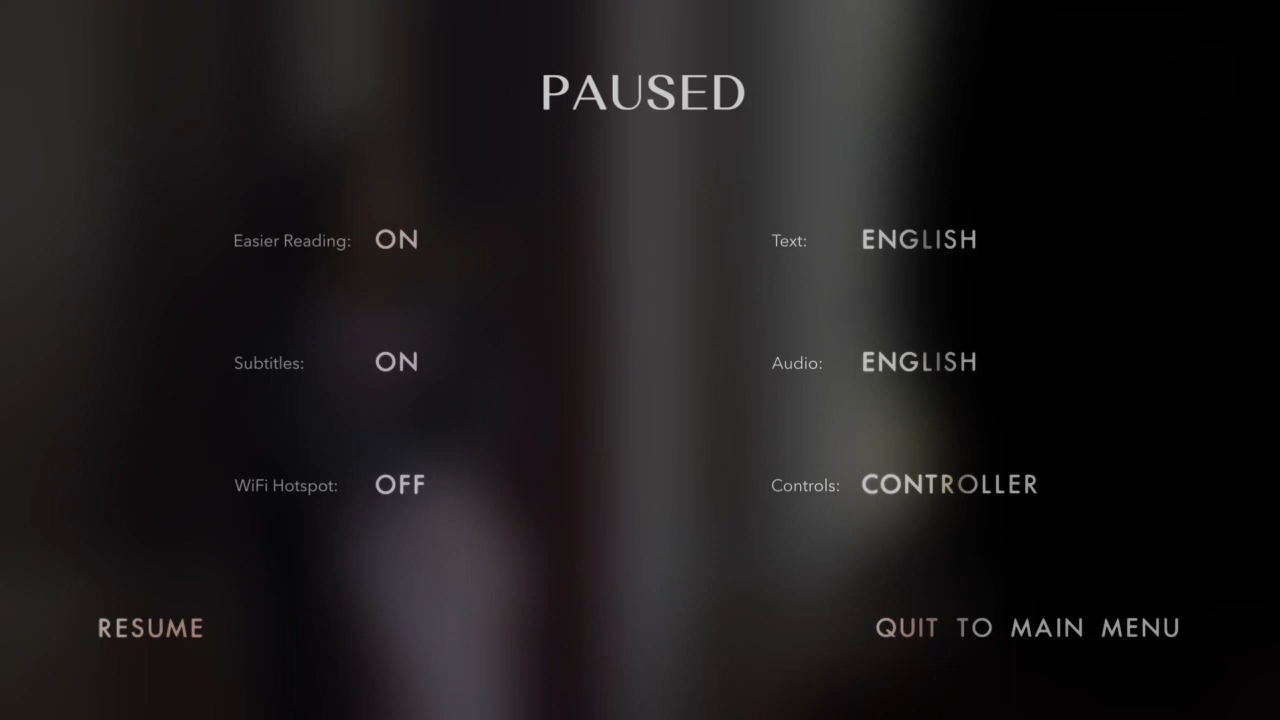 PAUSED
Easier Reading: ON
Text: ENGLISH
Subtitles: ON
Audio: ENGLISH
WiFi Hotspot: OFF
Controls: CONTROLLER
RESUME
QUIT TO MAIN MENU